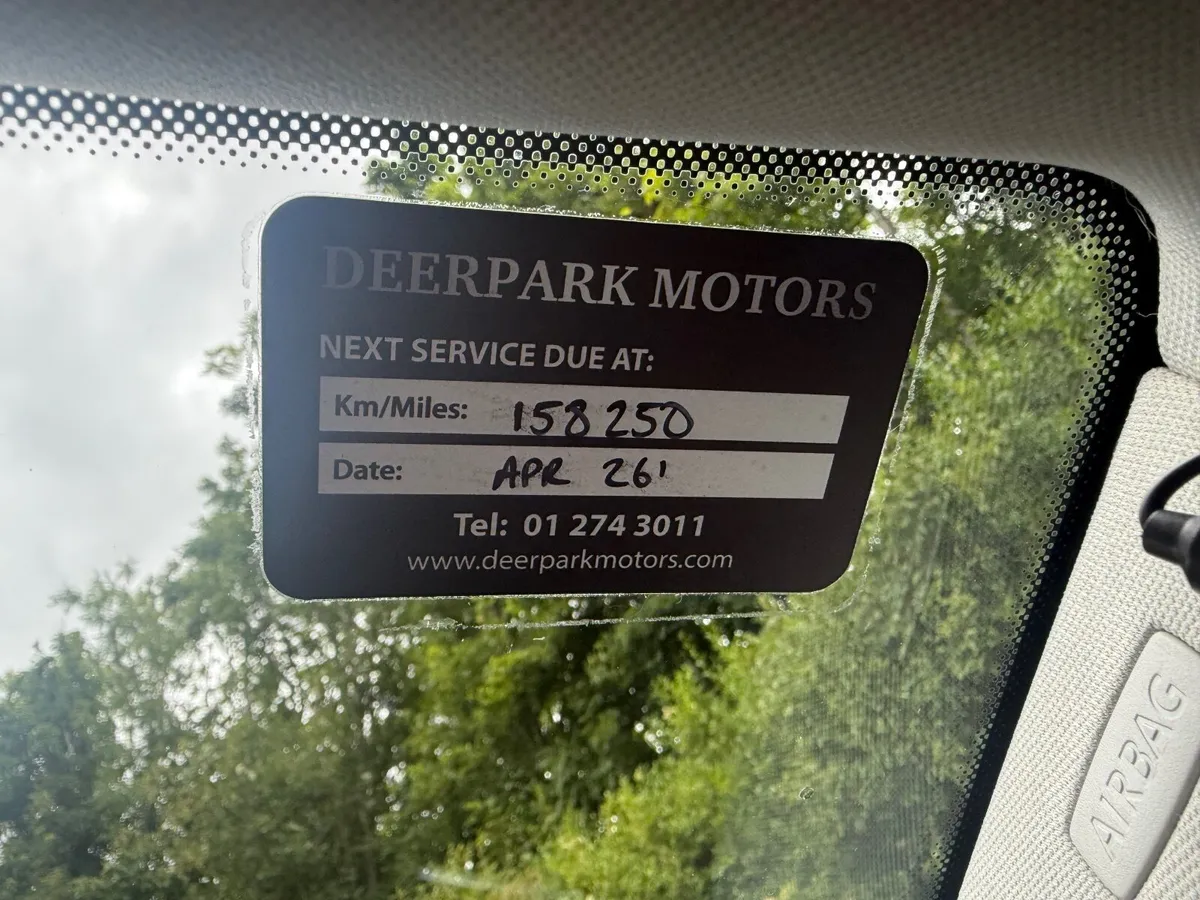 DEERPARK MOTORS
NEXT SERVICE DUE AT:
Km/Miles: 158250
Date: APR 26'
Tel: 01 274 3011
www.deerparkmotors.com
AIRBAG